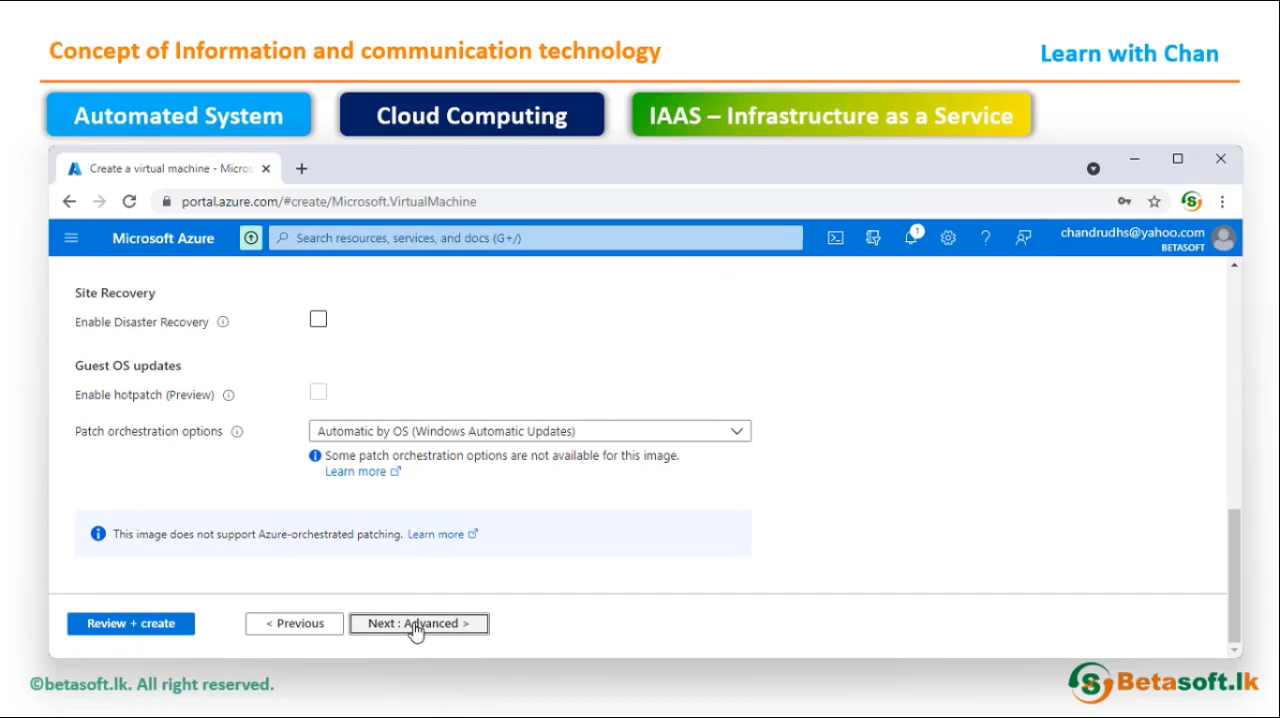 Concept of Information and communication technology
Learn with Chan
Automated System
Cloud Computing
IAAS – Infrastructure as a Service
Create a virtual machine - Micros
portal.azure.com/#create/Microsoft.VirtualMachine
Microsoft Azure
Search resources, services, and docs (G+/)
1
chandrudhs@yahoo.com
BETASOFT
Site Recovery
Enable Disaster Recovery
Guest OS updates
Enable hotpatch (Preview)
Patch orchestration options
Automatic by OS (Windows Automatic Updates)
Some patch orchestration options are not available for this image.
Learn more
This image does not support Azure-orchestrated patching. Learn more
Review + create
< Previous
Next : Advanced >
©betasoft.lk. All right reserved.
Betasoft.lk